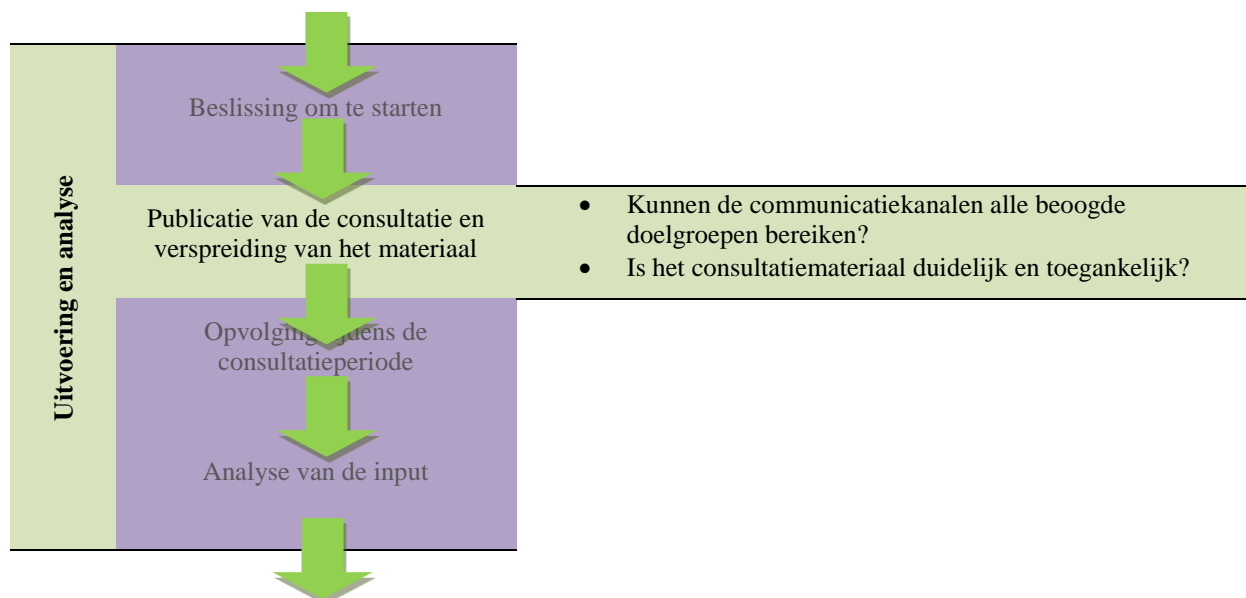 Uitvoering en analyse
Beslissing om te starten
Publicatie van de consultatie en
verspreiding van het materiaal
• Kunnen de communicatiekanalen alle beoogde
doelgroepen bereiken?
• Is het consultatiemateriaal duidelijk en toegankelijk?
Opvolging tijdens de
consultatieperiode
Analyse van de input